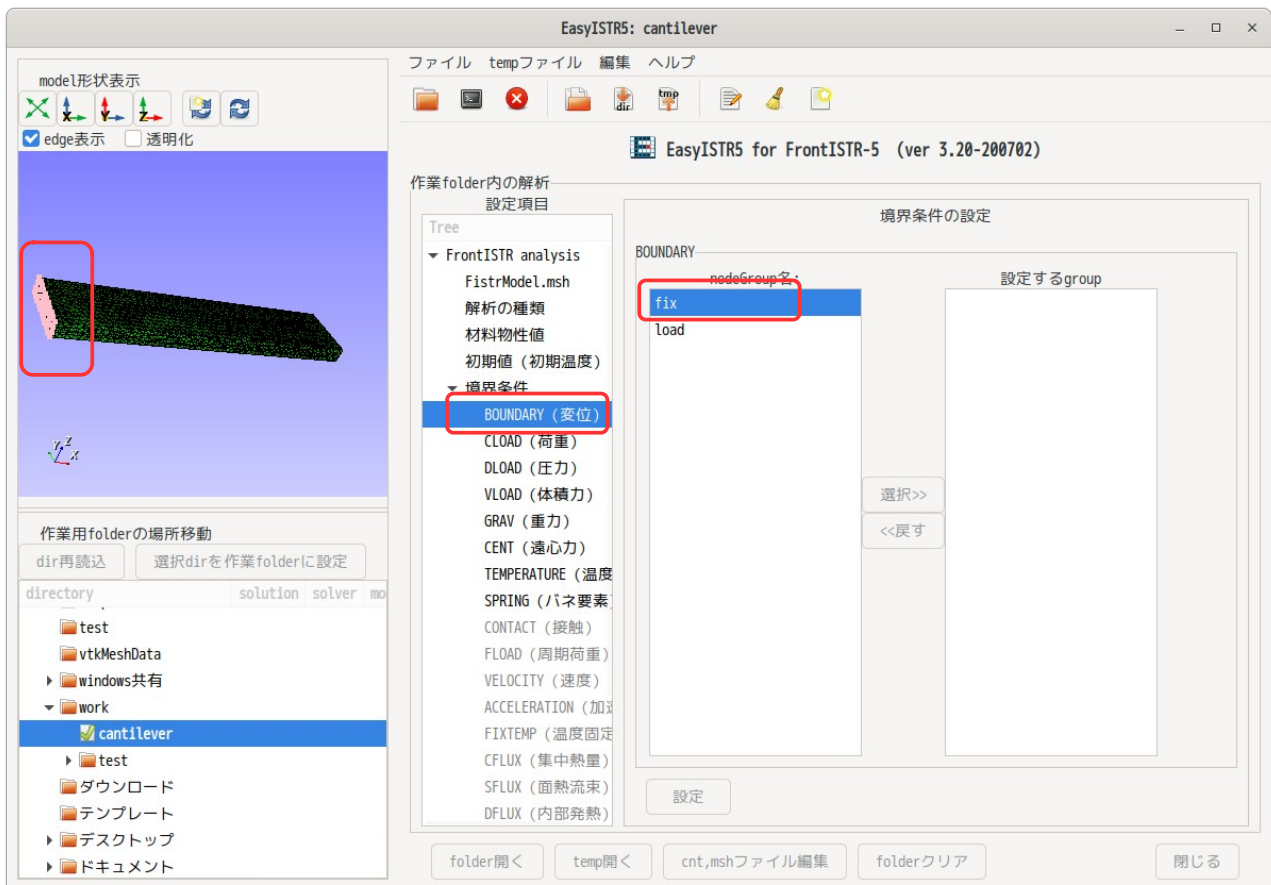 EasyISTR5: cantilever
model形状表示
edge表示 透明化
作業用folderの場所移動
dir再読込 選択dirを作業folderに設定
directory solution solver mo
test
vtkMeshData
windows共有
work
cantilever
test
ダウンロード
テンプレート
デスクトップ
ドキュメント
ファイル tempファイル 編集 ヘルプ
EasyISTR5 for FrontISTR-5 (ver 3.20-200702)
作業folder内の解析
設定項目
Tree
FrontISTR analysis
FistrModel.msh
解析の種類
材料物性値
初期値（初期温度）
境界条件
BOUNDARY（変位）
CLOAD（荷重）
DLOAD（圧力）
VLOAD（体積力）
GRAV（重力）
CENT（遠心力）
TEMPERATURE（温度
SPRING（バネ要素
CONTACT（接触）
FLOAD（周期荷重）
VELOCITY（速度）
ACCELERATION（加速
FIXTEMP（温度固定
CFLUX（集中熱量）
SFLUX（面熱流束）
DFLUX（内部発熱）
境界条件の設定
BOUNDARY
nodeGroup名:
fix
load
選択>>
<<戻す
設定するgroup
設定
folder開く temp開く cnt,mshファイル編集 folderクリア 閉じる